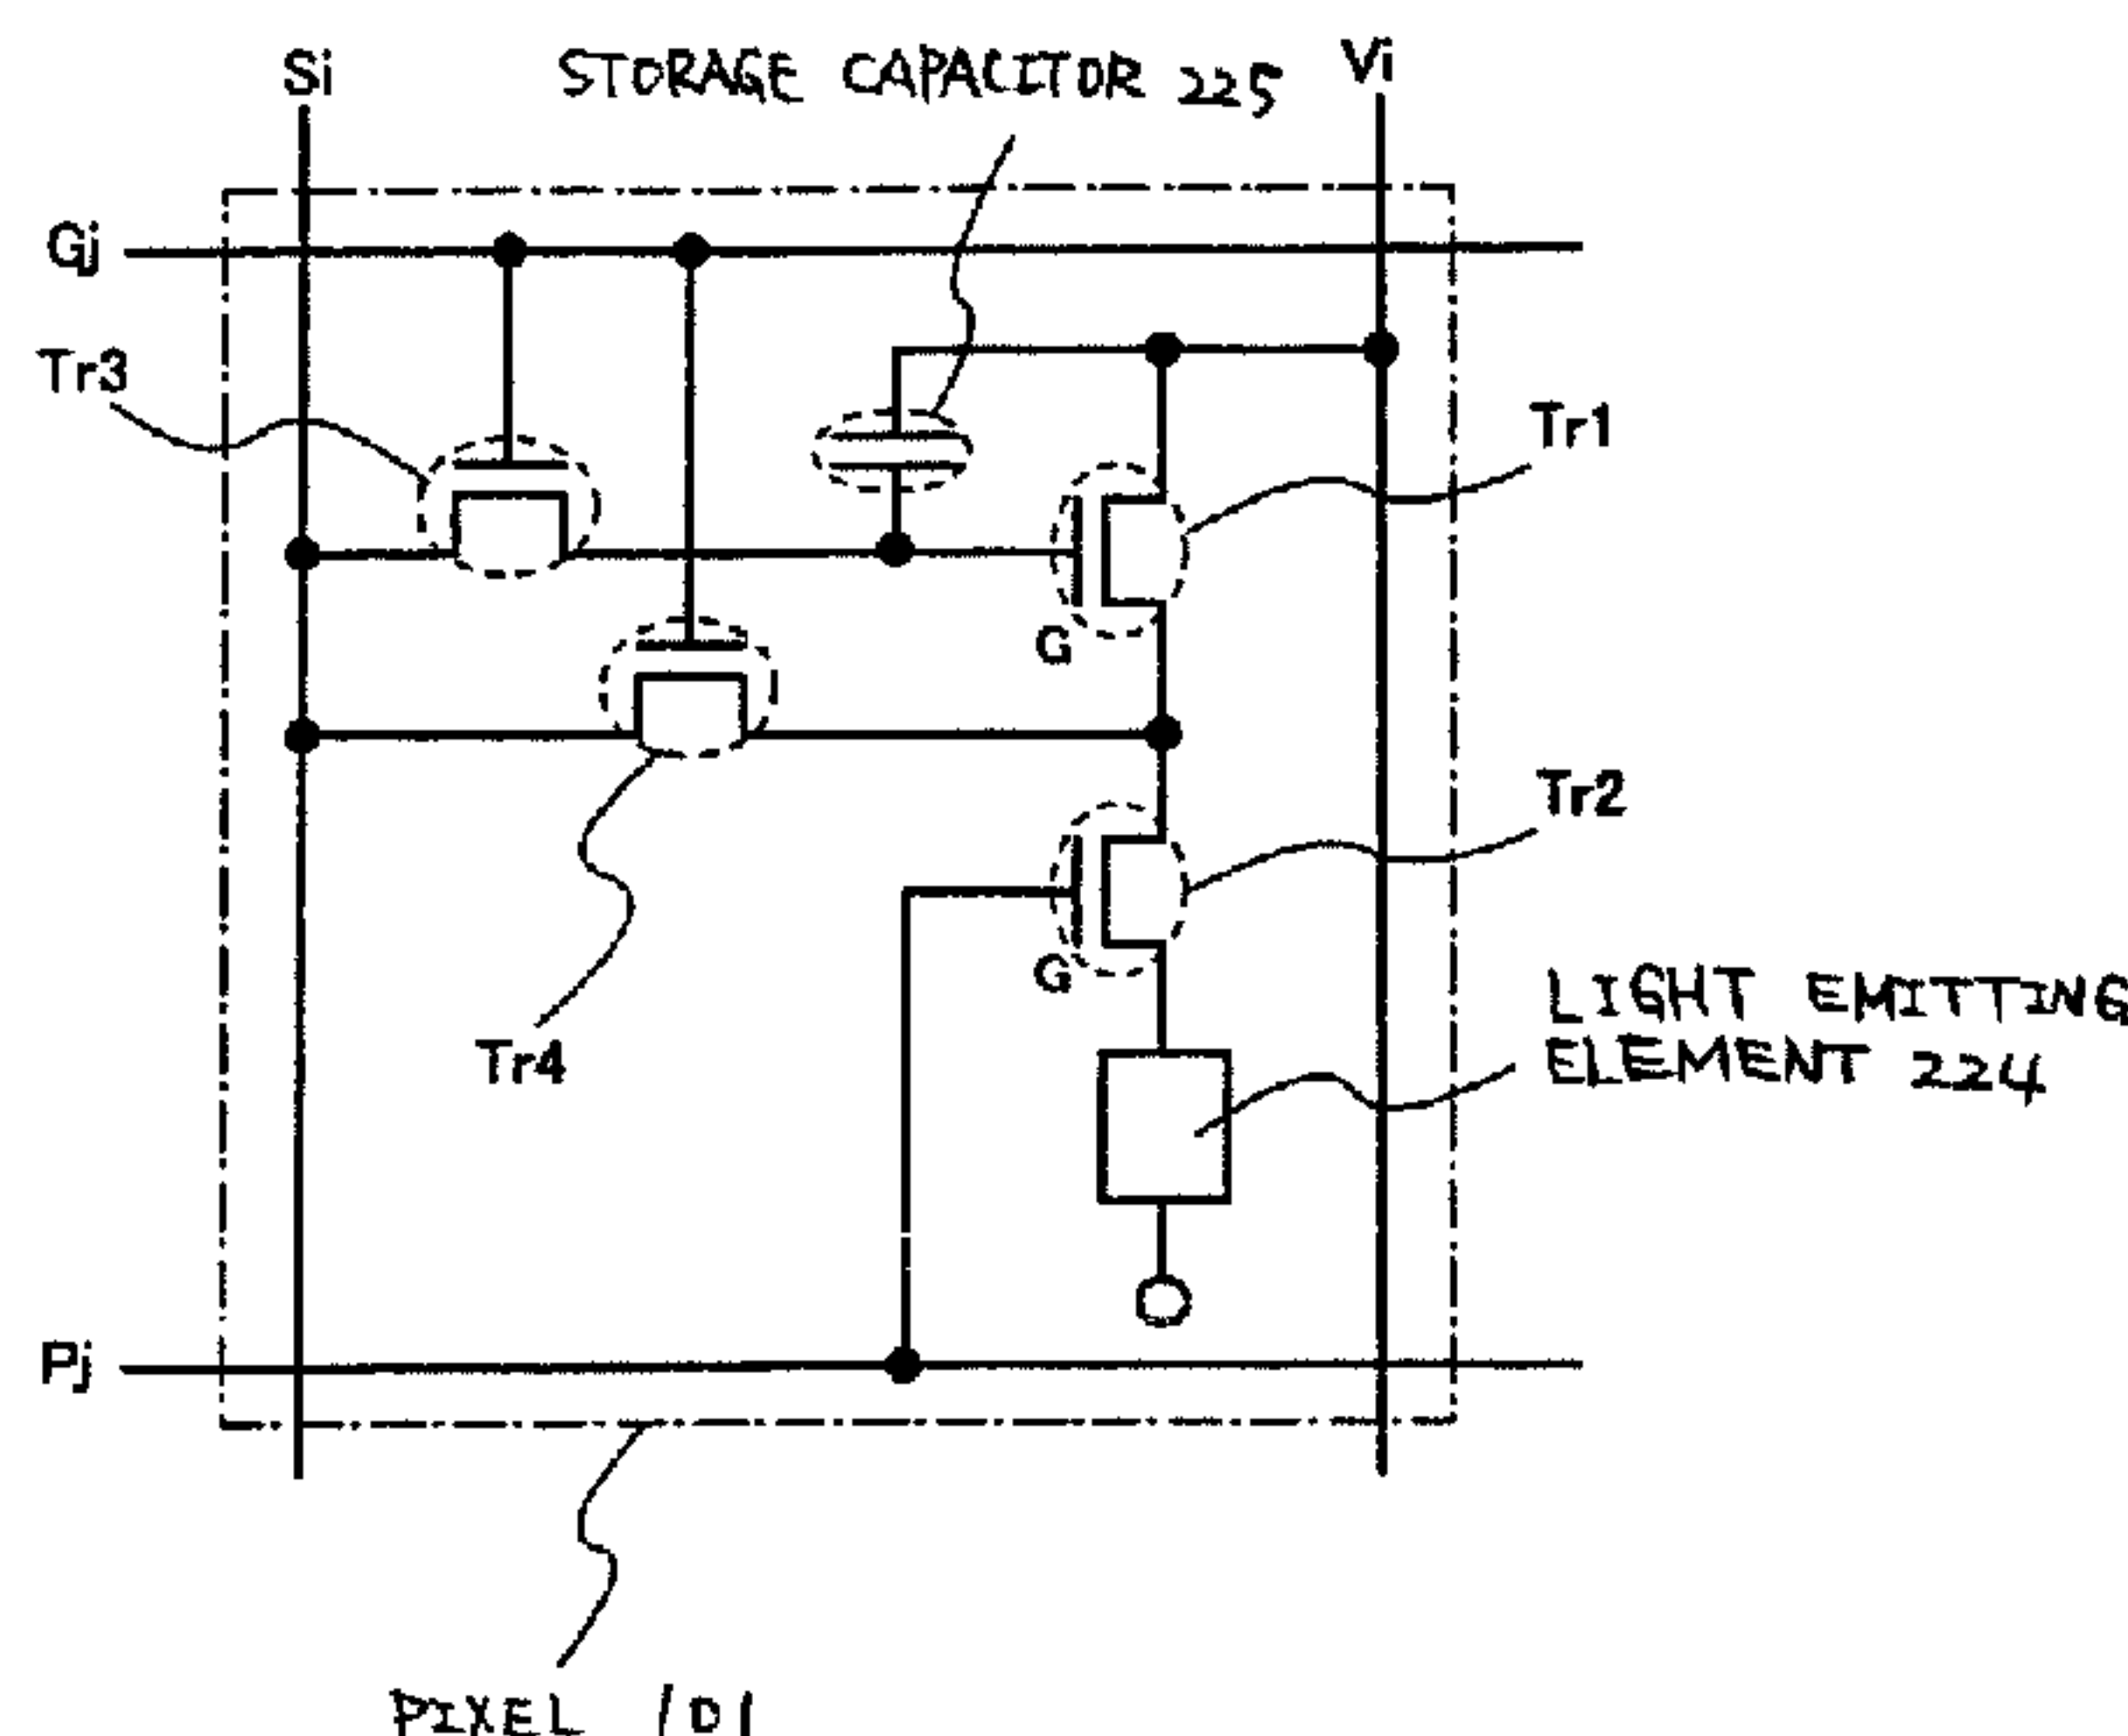 Si
STORAGE CAPACITOR 225
Vi
Gj
Tr3
Tr1
G
Tr2
G
LIGHT EMITTING
ELEMENT 224
Tr4
Pj
PIXEL 101